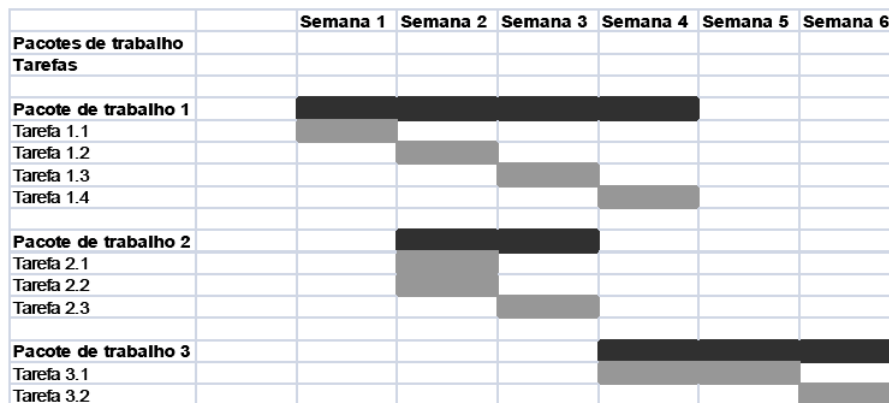 Semana 1 Semana 2 Semana 3 Semana 4 Semana 5 Semana 6
Pacotes de trabalho
Tarefas
Pacote de trabalho 1
Tarefa 1.1
Tarefa 1.2
Tarefa 1.3
Tarefa 1.4
Pacote de trabalho 2
Tarefa 2.1
Tarefa 2.2
Tarefa 2.3
Pacote de trabalho 3
Tarefa 3.1
Tarefa 3.2